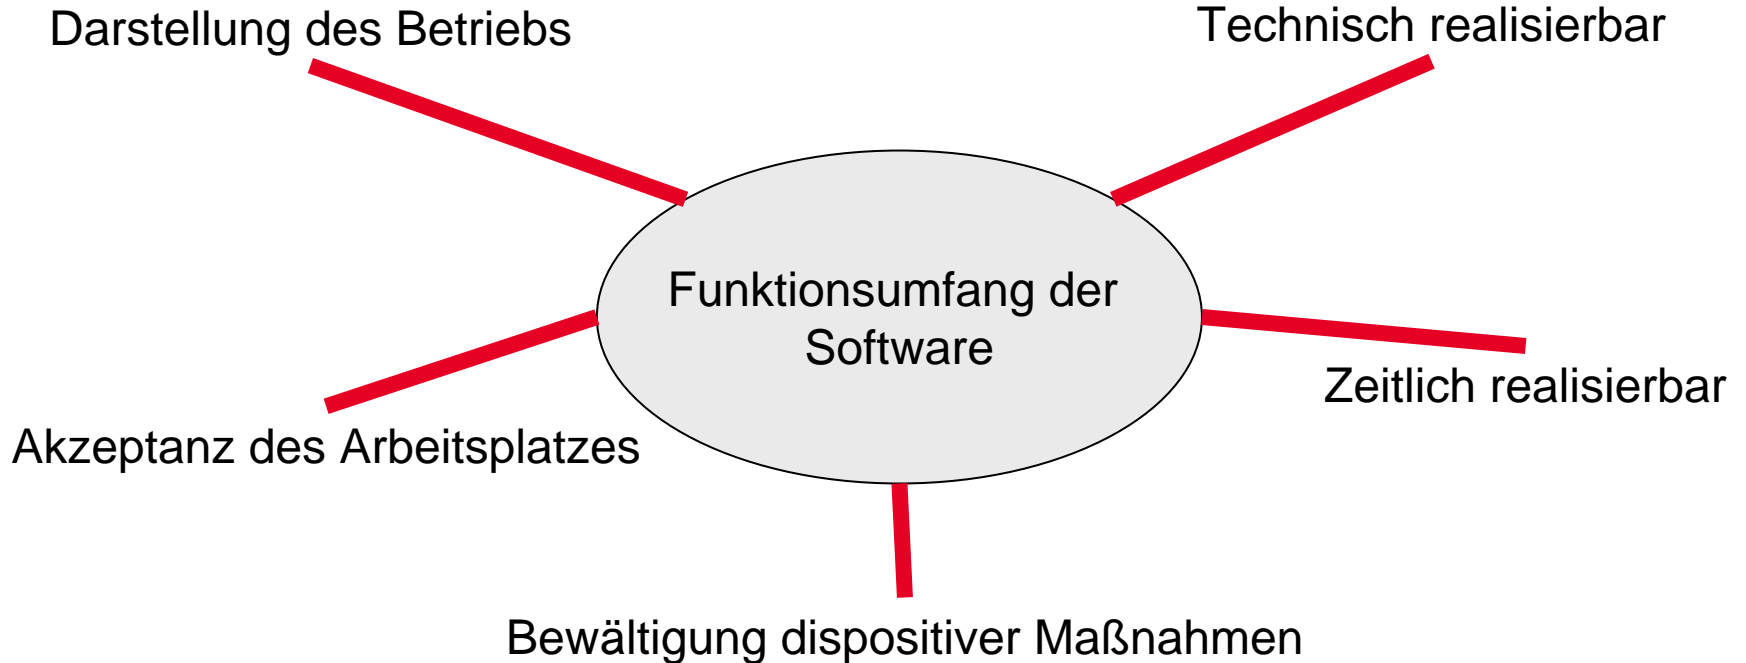 Darstellung des Betriebs
Technisch realisierbar
Funktionsumfang der
Software
Zeitlich realisierbar
Akzeptanz des Arbeitsplatzes
Bewältigung dispositiver Maßnahmen